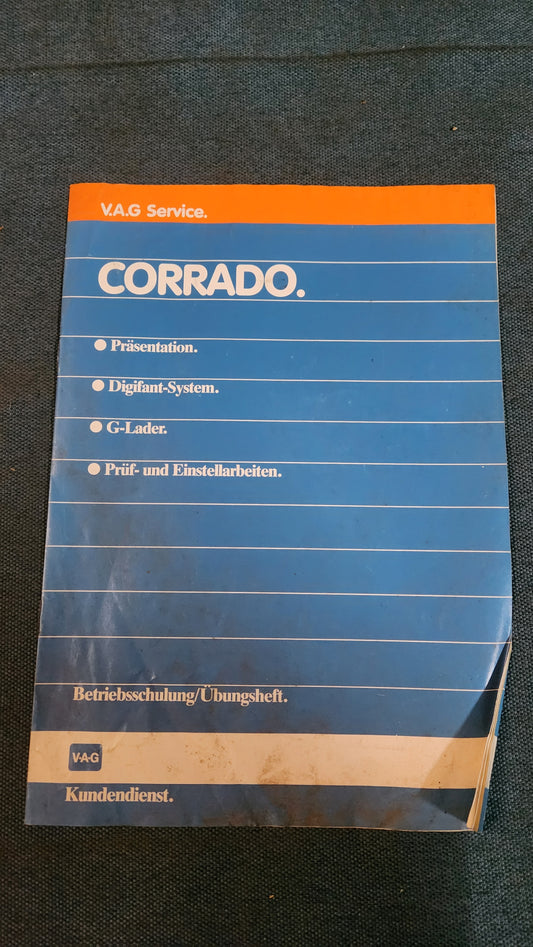 V.A.G Service.
CORRADO.
● Präsentation.
● Digifant-System.
● G-Lader.
● Prüf- und Einstellarbeiten.
Betriebsschulung/Übungsheft.
V·A·G
Kundendienst.